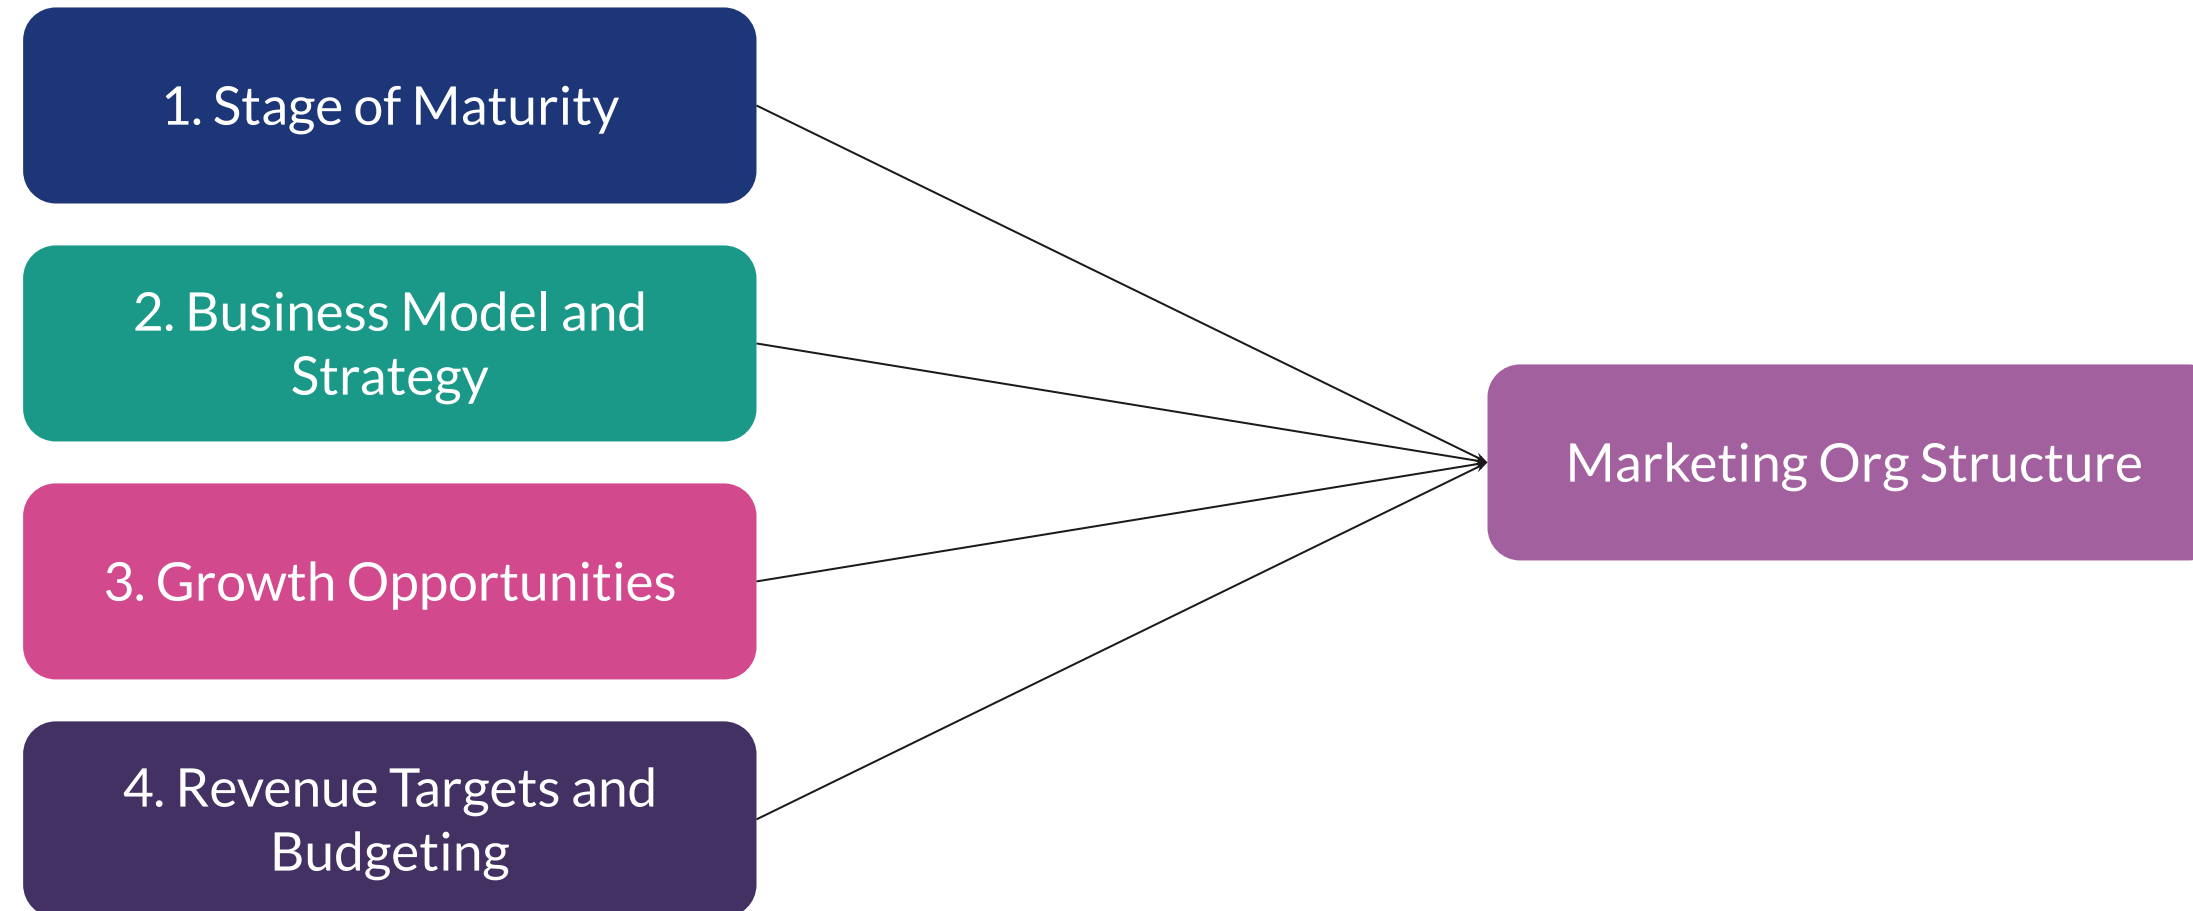 1. Stage of Maturity
2. Business Model and
Strategy
Marketing Org Structure
3. Growth Opportunities
4. Revenue Targets and
Budgeting